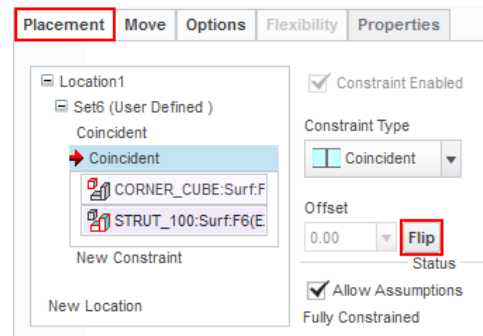 Placement Move Options Flexibility Properties
Location1
Set6 (User Defined )
Coincident
Coincident
CORNER_CUBE:Surf:F
STRUT_100:Surf:F6(E
New Constraint
New Location
Constraint Enabled
Constraint Type
Coincident
Offset
0.00 Flip
Status
Allow Assumptions
Fully Constrained